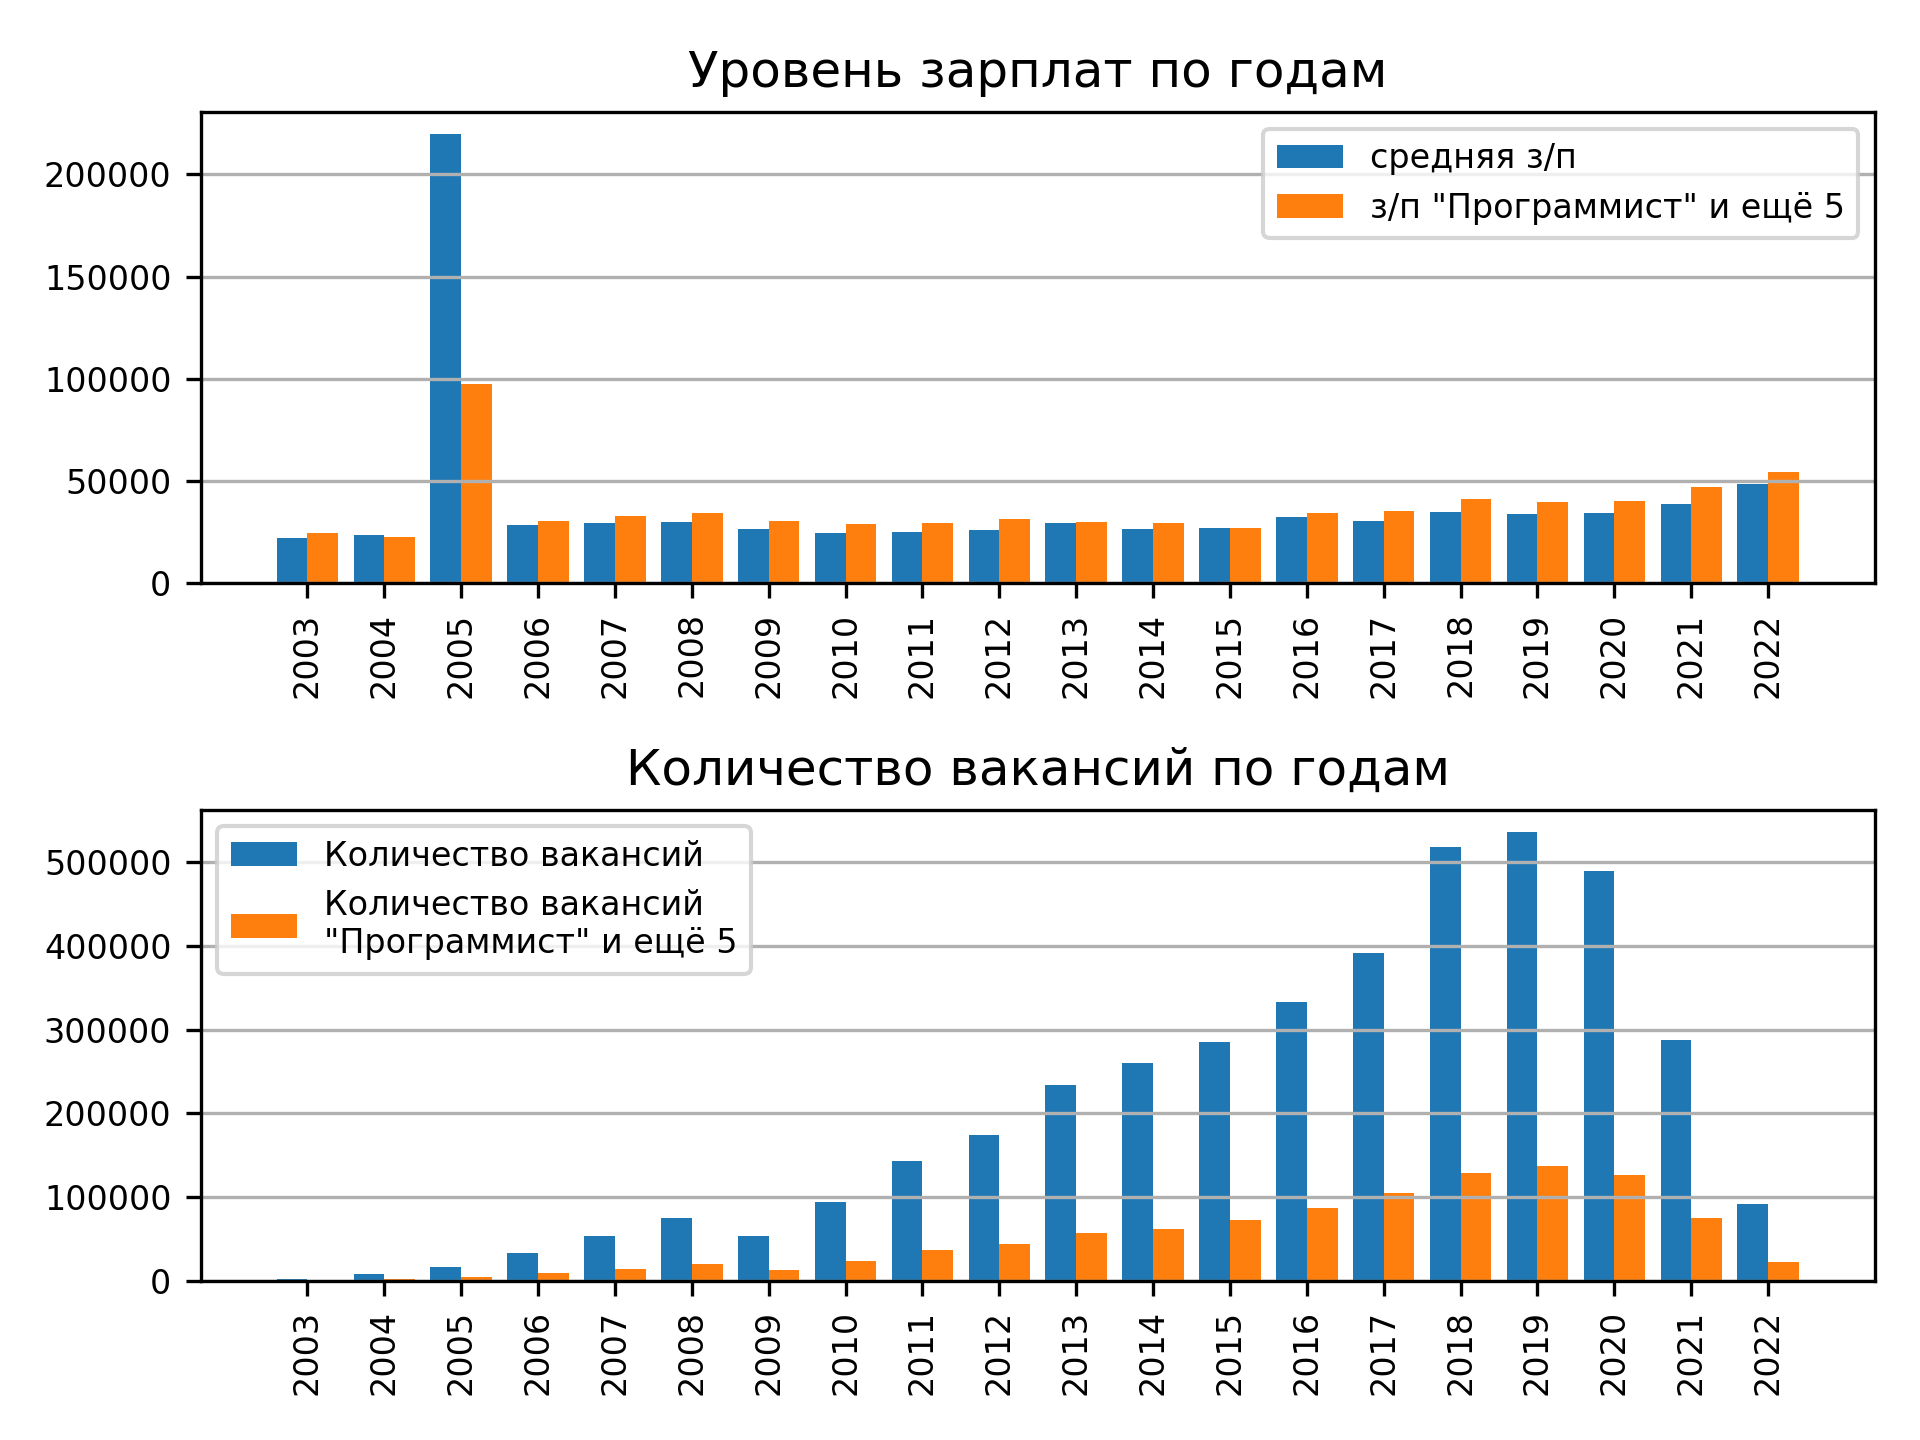 Уровень зарплат по годам
200000
150000
100000
50000
0
средняя з/п
з/п "Программист" и ещё 5
2003 2004 2005 2006 2007 2008 2009 2010 2011 2012 2013 2014 2015 2016 2017 2018 2019 2020 2021 2022
Количество вакансий по годам
500000
400000
300000
200000
100000
0
Количество вакансий
Количество вакансий
"Программист" и ещё 5
2003 2004 2005 2006 2007 2008 2009 2010 2011 2012 2013 2014 2015 2016 2017 2018 2019 2020 2021 2022